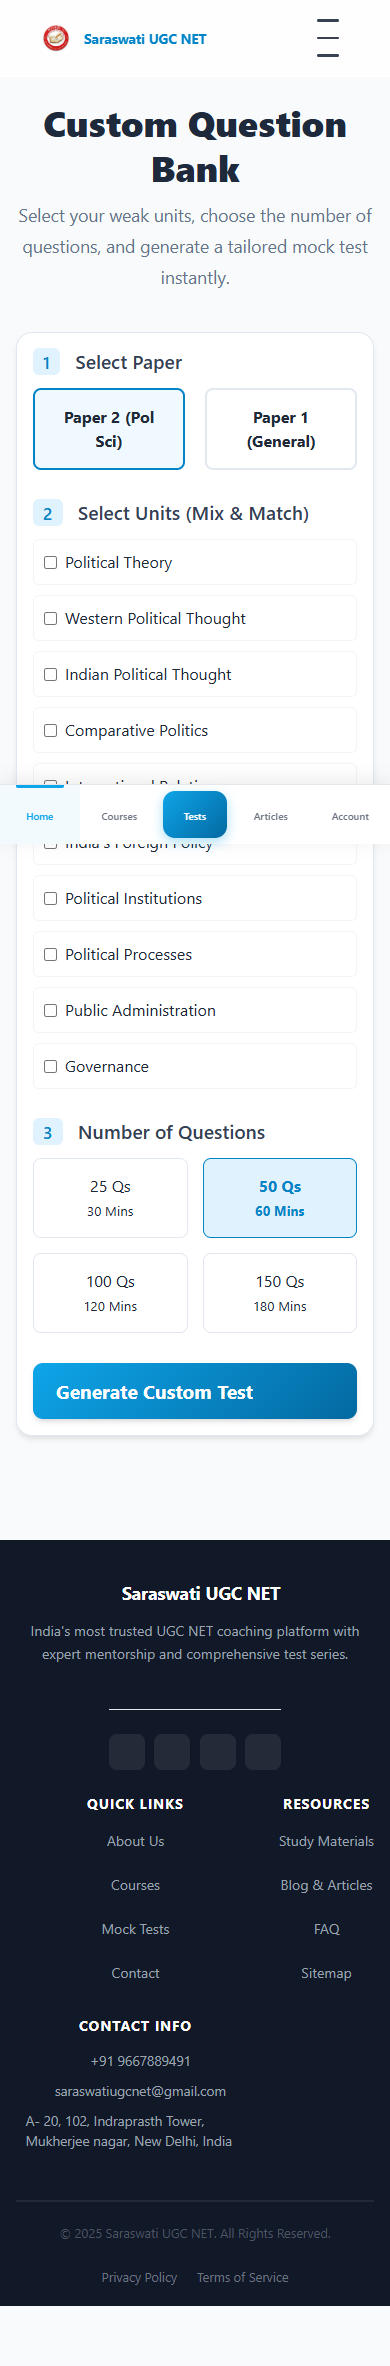 Saraswati UGC NET
Custom Question
Bank
Select your weak units, choose the number of
questions, and generate a tailored mock test
instantly.
1 Select Paper
Paper 2 (Pol
Sci)
Paper 1
(General)
2 Select Units (Mix & Match)
Political Theory
Western Political Thought
Indian Political Thought
Comparative Politics
Home
Courses
Tests
Articles
Account
India's Foreign Policy
Political Institutions
Political Processes
Public Administration
Governance
3 Number of Questions
25 Qs
30 Mins
50 Qs
60 Mins
100 Qs
120 Mins
150 Qs
180 Mins
Generate Custom Test
Saraswati UGC NET
India's most trusted UGC NET coaching platform with
expert mentorship and comprehensive test series.
QUICK LINKS
About Us
Courses
Mock Tests
Contact
RESOURCES
Study Materials
Blog & Articles
FAQ
Sitemap
CONTACT INFO
+91 9667889491
saraswatiugcnet@gmail.com
A- 20, 102, Indraprasth Tower,
Mukherjee nagar, New Delhi, India
© 2025 Saraswati UGC NET. All Rights Reserved.
Privacy Policy
Terms of Service